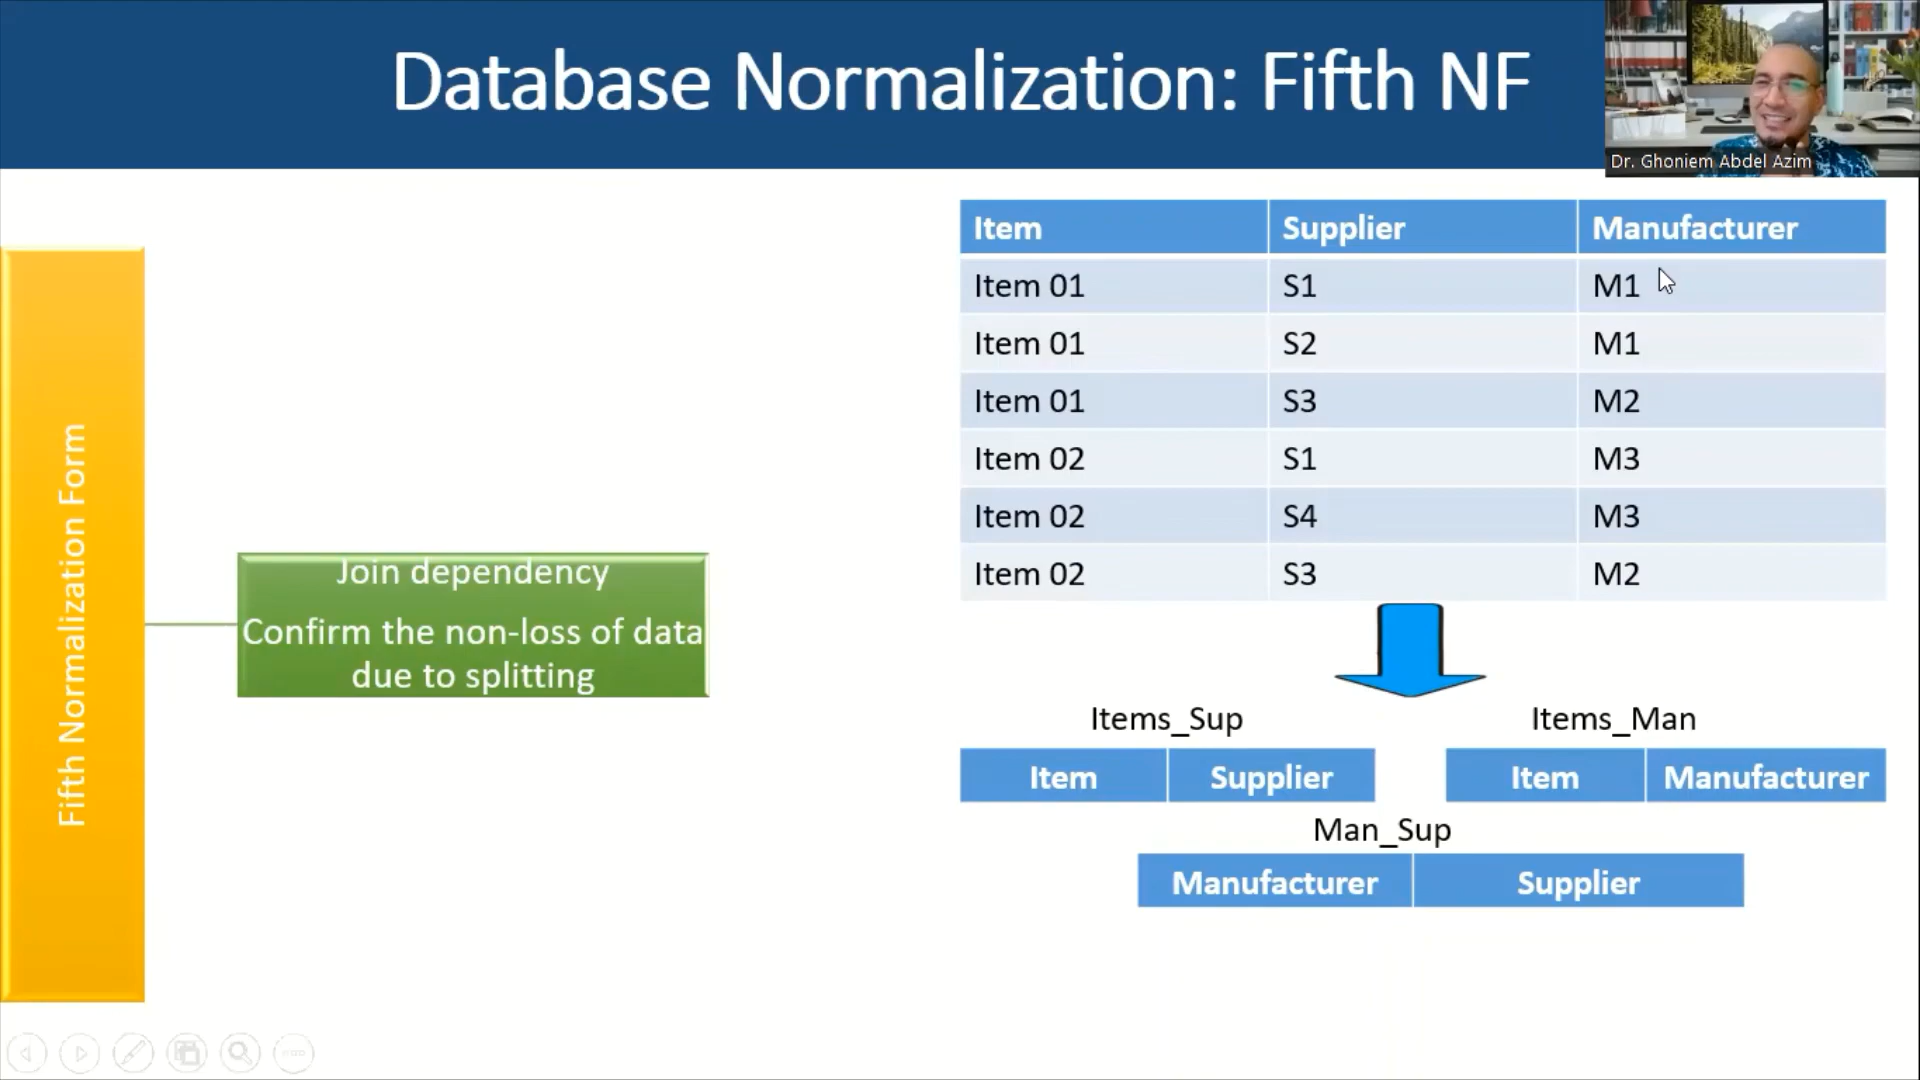 Database Normalization: Fifth NF
Dr. Ghoniem Abdel Azim
Fifth Normalization Form
Join dependency
Confirm the non-loss of data
due to splitting
Item Supplier Manufacturer
Item 01 S1 M1
Item 01 S2 M1
Item 01 S3 M2
Item 02 S1 M3
Item 02 S4 M3
Item 02 S3 M2
Items_Sup Items_Man
Item Supplier Item Manufacturer
Man_Sup
Manufacturer Supplier